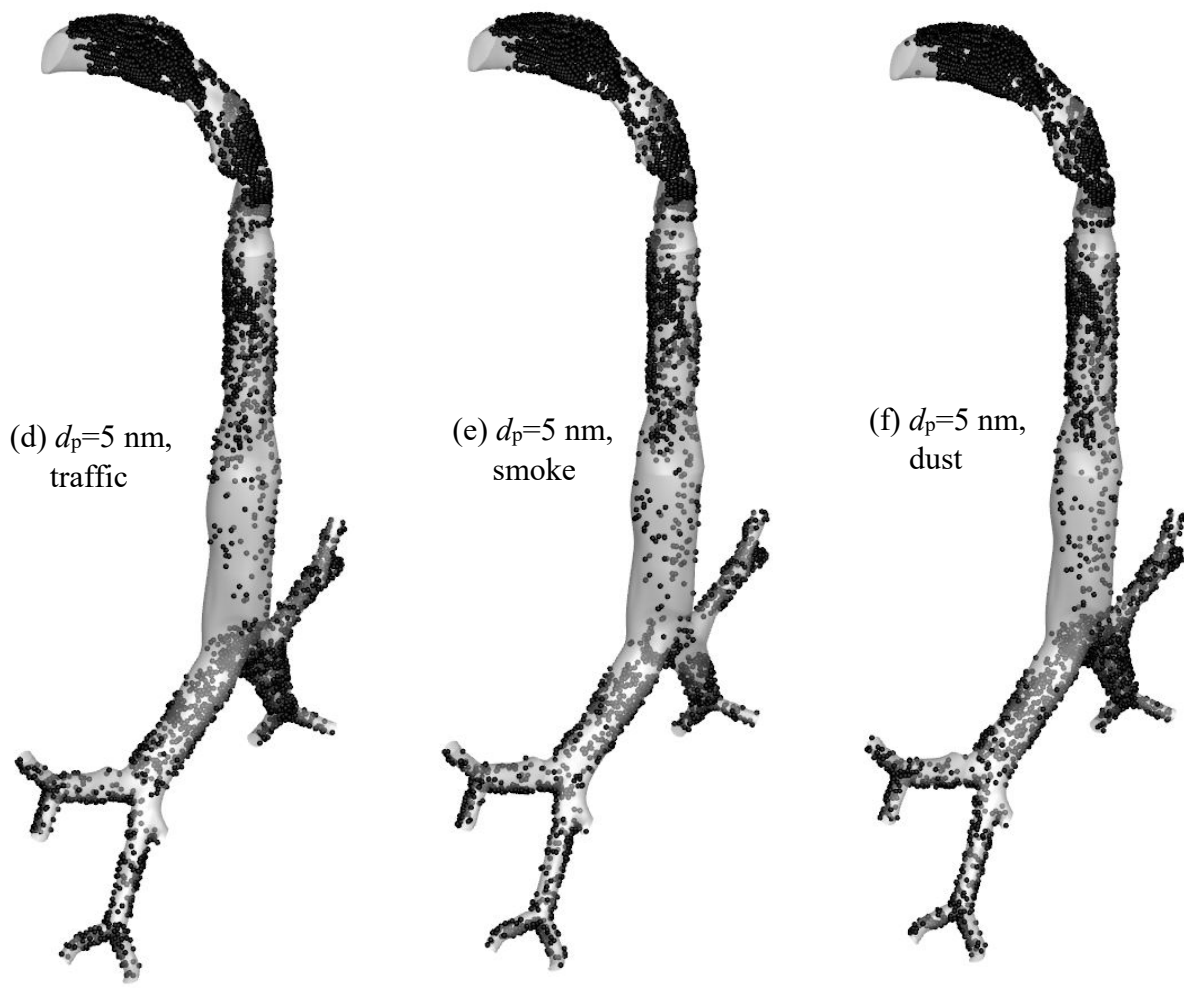 (d) dp=5 nm,
traffic
(e) dp=5 nm,
smoke
(f) dp=5 nm,
dust